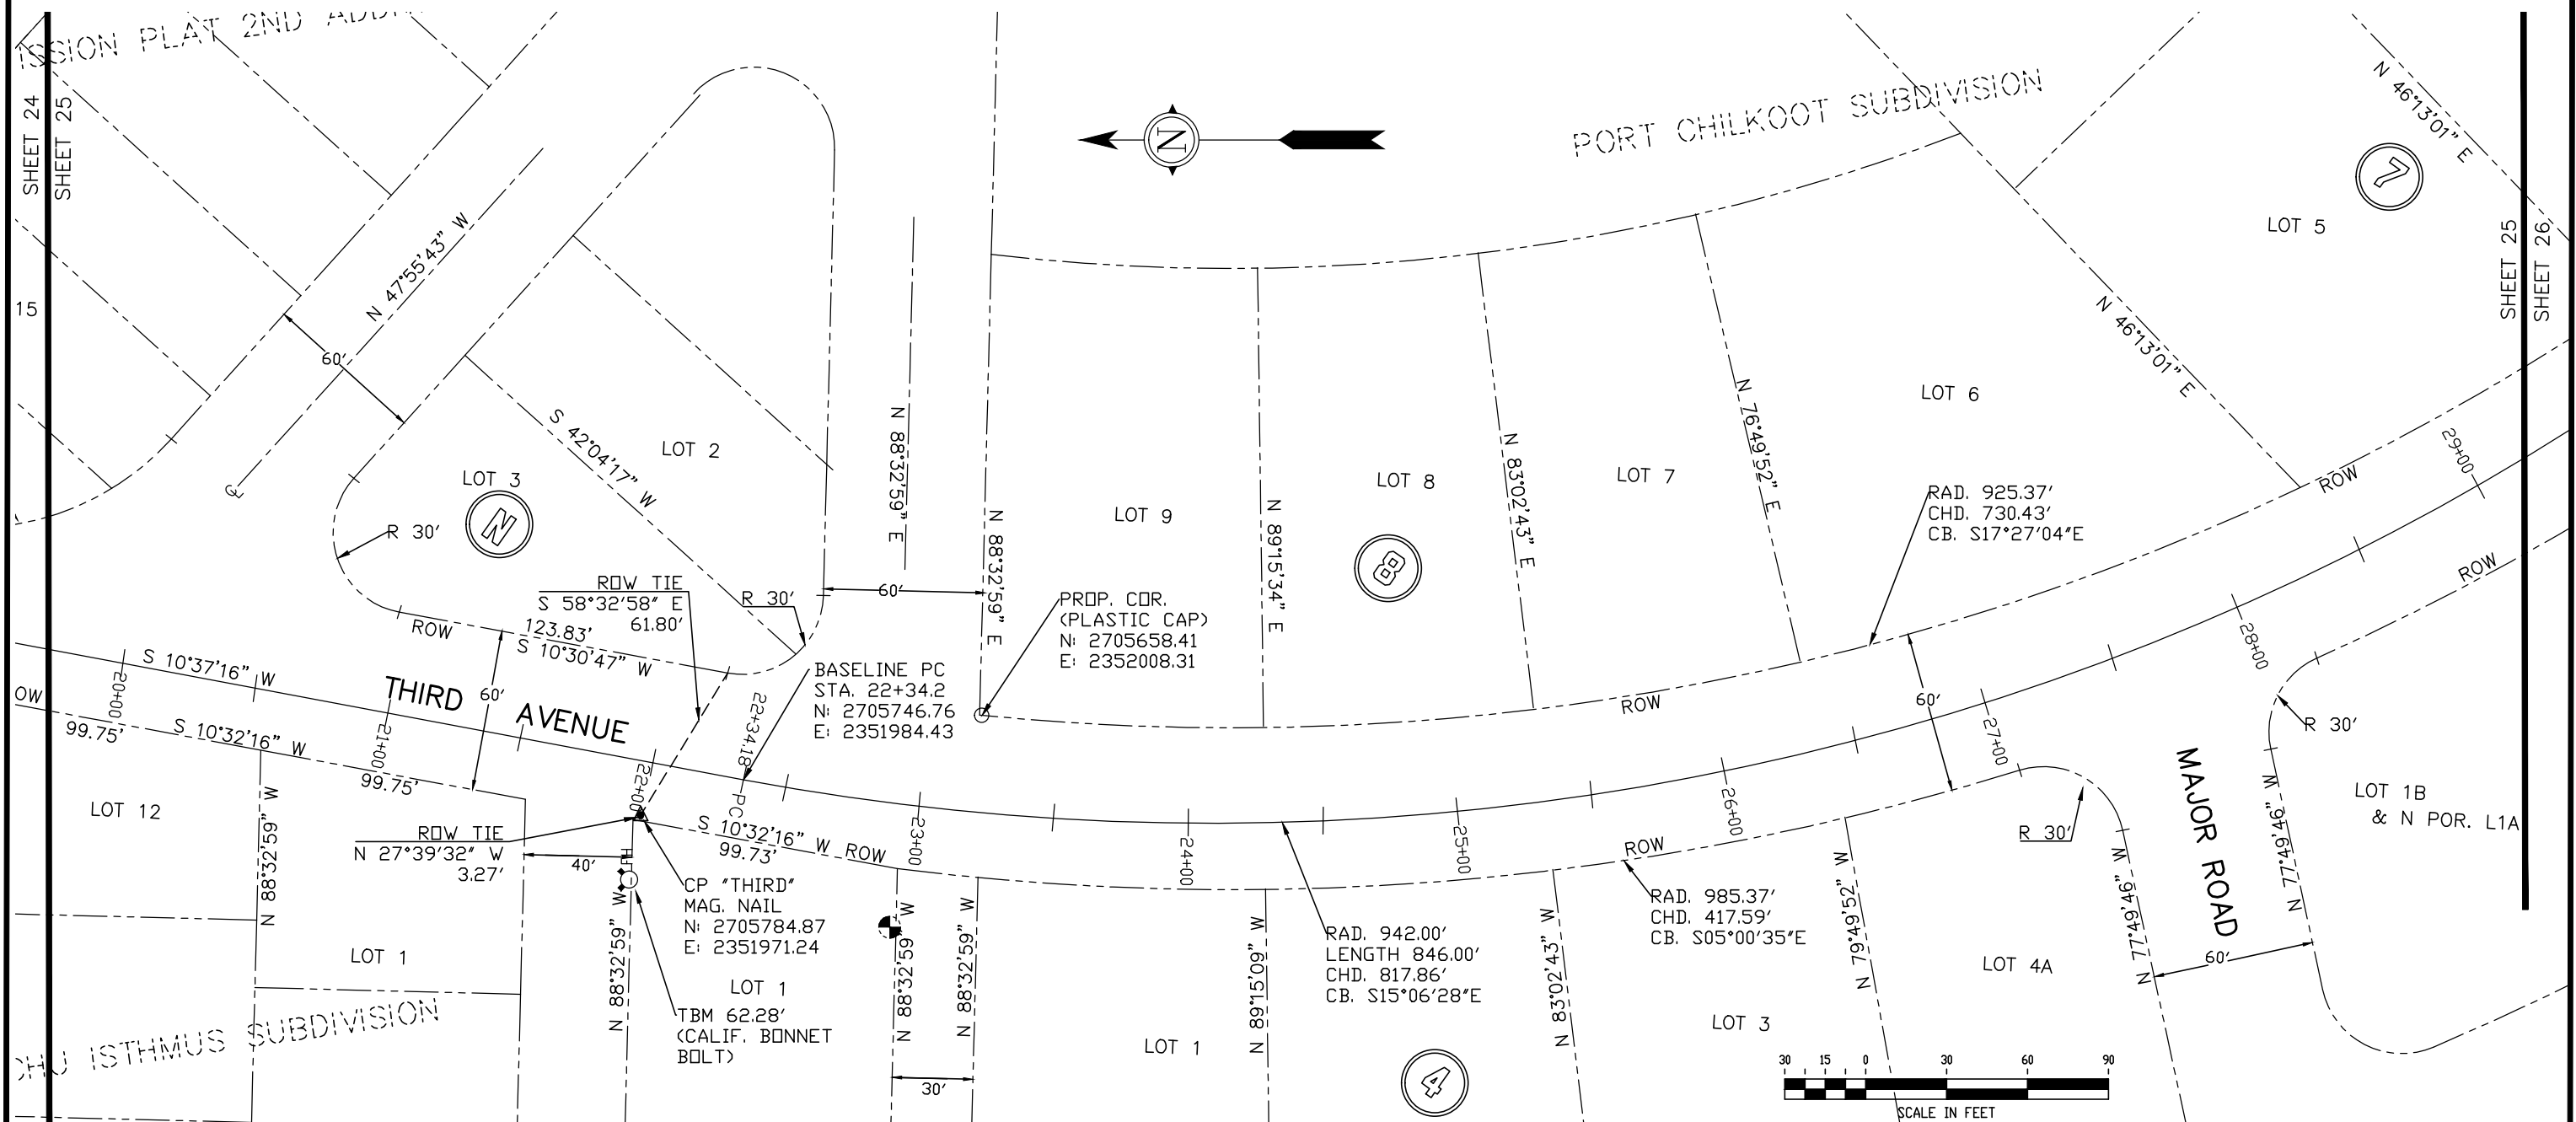 ISSION PLAT 2ND
PORT CHILKOOT SUBDIVISION
SHEET 24
SHEET 25
15
N 47°55'43" W
60'
LOT 3
N
R 30'
S 42°04'17" W
LOT 2
N 88°32'59" E
60'
N 88°32'59" E
N
LOT 9
N 89°15'34" E
LOT 8
8
N 83°02'43" E
LOT 7
N 76°49'52" E
LOT 6
N 46°13'01" E
N 46°13'01" E
7
LOT 5
SHEET 25
SHEET 26
ROW TIE
S 58°32'58" E
61.80'
R 30'
ROW
123.83'
S 10°30'47" W
PROP. COR.
(PLASTIC CAP)
N: 2705658.41
E: 2352008.31
BASELINE PC
STA. 22+34.2
N: 2705746.76
E: 2351984.43
RAD. 925.37'
CHD. 730.43'
CB. S17°27'04"E
ROW
ROW
ROW
S 10°37'16" W
THIRD AVENUE
60'
20+00
21+00
22+00
22+34.18
PC
23+00
24+00
25+00
26+00
27+00
28+00
29+00
60'
OW
99.75'
S 10°32'16" W
99.75'
LOT 12
N 88°32'59" W
ROW TIE
N 27°39'32" W
3.27'
40'
FH
S 10°32'16" W
99.73'
ROW
CP "THIRD"
MAG. NAIL
N: 2705784.87
E: 2351971.24
LOT 1
N 88°32'59" W
LOT 1
TBM 62.28'
(CALIF. BONNET
BOLT)
N 88°32'59" W
N 88°32'59" W
30'
LOT 1
N 89°15'09" W
RAD. 942.00'
LENGTH 846.00'
CHD. 817.86'
CB. S15°06'28"E
4
N 83°02'43" W
ROW
RAD. 985.37'
CHD. 417.59'
CB. S05°00'35"E
LOT 3
N 79°49'52" W
LOT 4A
R 30'
N 77°49'46" W
MAJOR ROAD
60'
N 77°49'46" W
R 30'
LOT 1B
& N POR. L1A
HU ISTHMUS SUBDIVISION
30 15 0 30 60 90
SCALE IN FEET